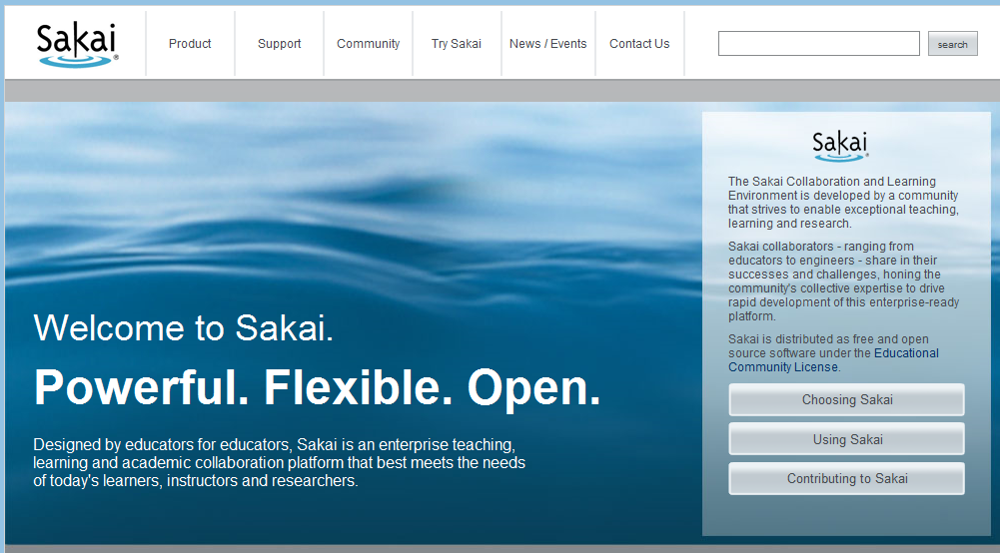 Sakai®
Product
Support
Community
Try Sakai
News / Events
Contact Us
search
Welcome to Sakai.
Powerful. Flexible. Open.
Designed by educators for educators, Sakai is an enterprise teaching,
learning and academic collaboration platform that best meets the needs
of today's learners, instructors and researchers.
Sakai®
The Sakai Collaboration and Learning
Environment is developed by a community
that strives to enable exceptional teaching,
learning and research.
Sakai collaborators - ranging from
educators to engineers - share in their
successes and challenges, honing the
community's collective expertise to drive
rapid development of this enterprise-ready
platform.
Sakai is distributed as free and open
source software under the Educational
Community License.
Choosing Sakai
Using Sakai
Contributing to Sakai